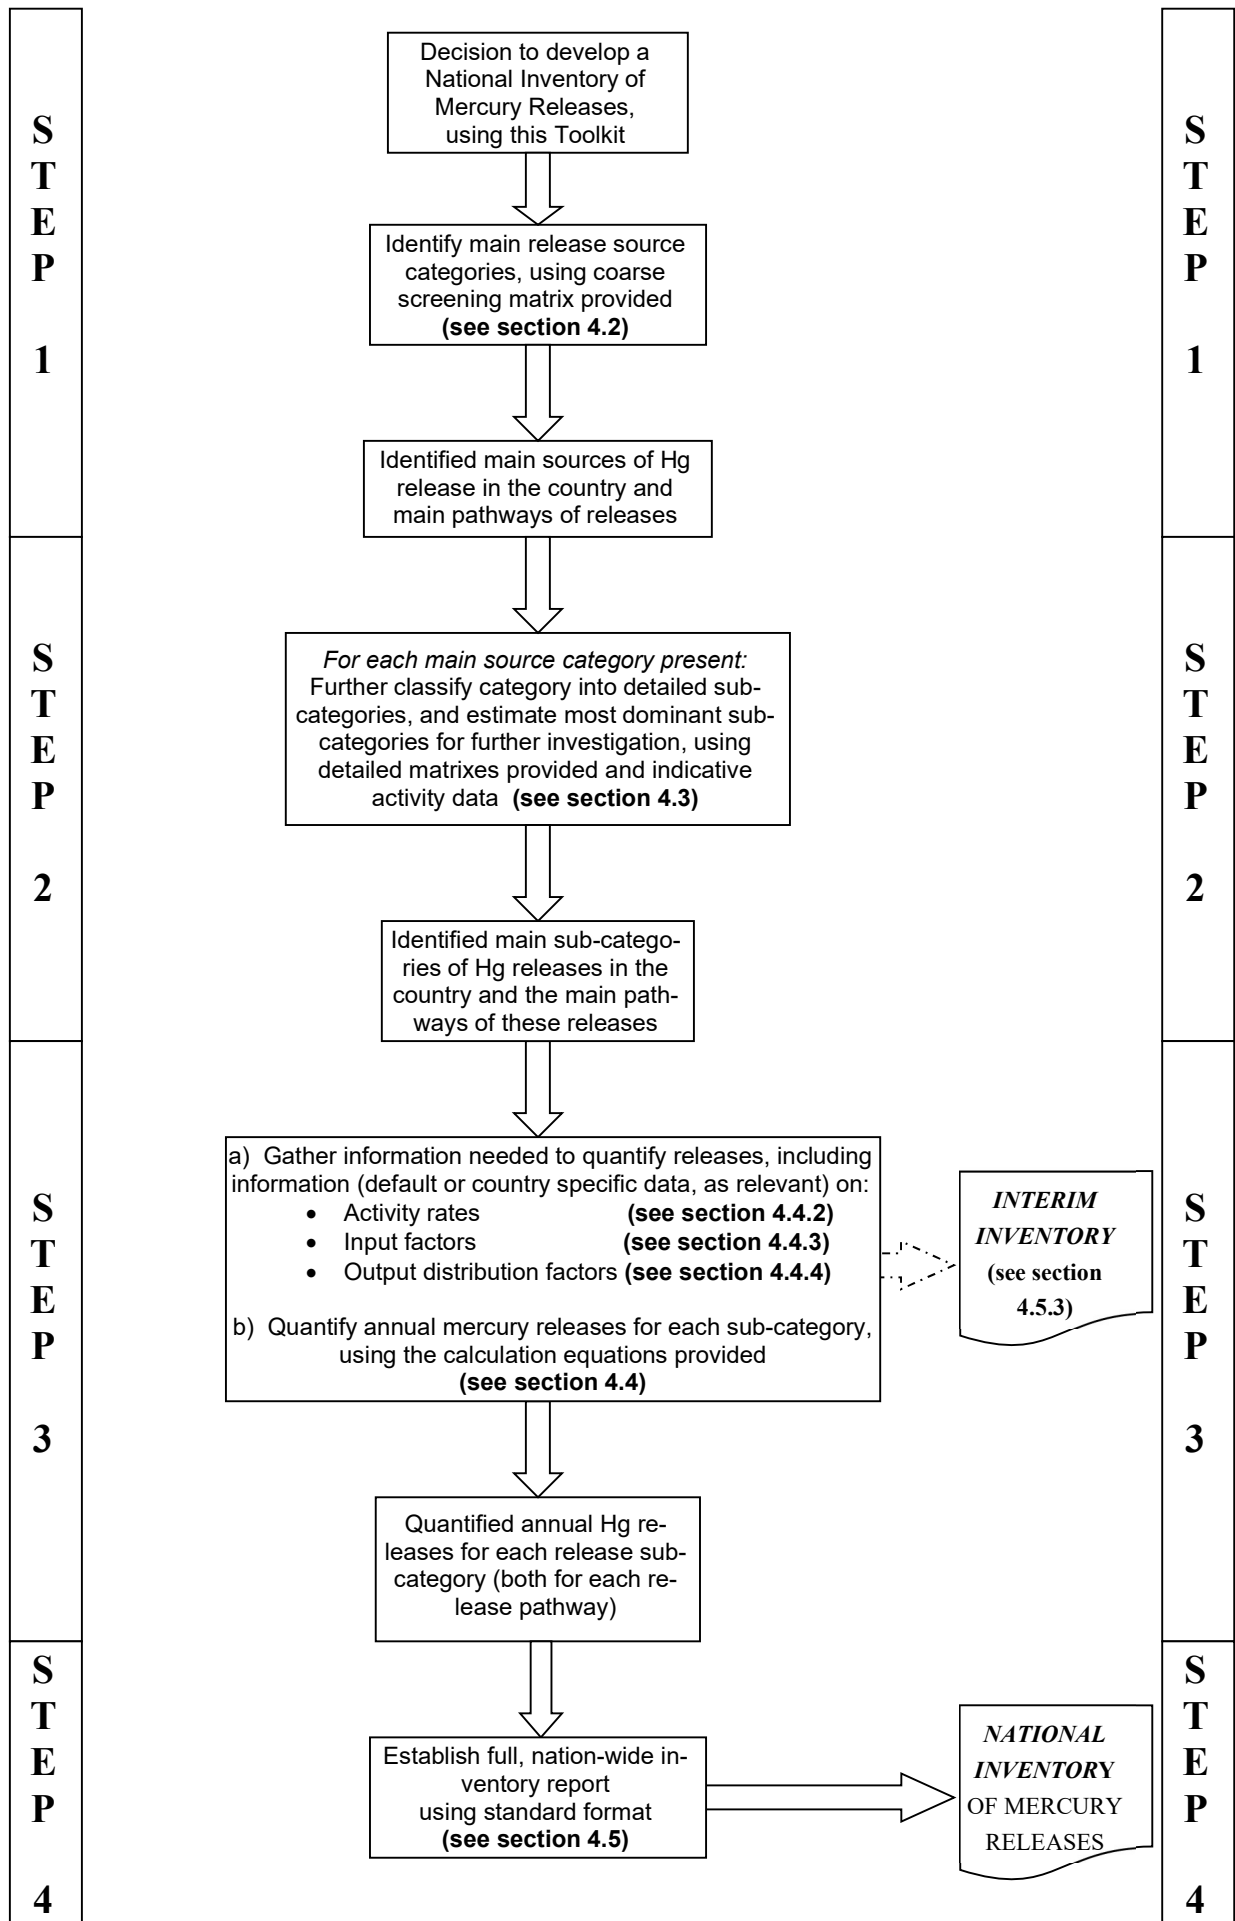 S
T
E
P
1
Decision to develop a
National Inventory of
Mercury Releases,
using this Toolkit
Identify main release source
categories, using coarse
screening matrix provided
(see section 4.2)
Identified main sources of Hg
release in the country and
main pathways of releases
S
T
E
P
1
S
T
E
P
2
For each main source category present:
Further classify category into detailed sub-
categories, and estimate most dominant sub-
categories for further investigation, using
detailed matrixes provided and indicative
activity data (see section 4.3)
Identified main sub-catego-
ries of Hg releases in the
country and the main path-
ways of these releases
S
T
E
P
2
S
T
E
P
3
a) Gather information needed to quantify releases, including
information (default or country specific data, as relevant) on:
• Activity rates (see section 4.4.2)
• Input factors (see section 4.4.3)
• Output distribution factors (see section 4.4.4)
b) Quantify annual mercury releases for each sub-category,
using the calculation equations provided
(see section 4.4)
INTERIM
INVENTORY
(see section
4.5.3)
Quantified annual Hg re-
leases for each release sub-
category (both for each re-
lease pathway)
S
T
E
P
3
S
T
E
P
4
Establish full, nation-wide in-
ventory report
using standard format
(see section 4.5)
NATIONAL
INVENTORY
OF MERCURY
RELEASES
S
T
E
P
4